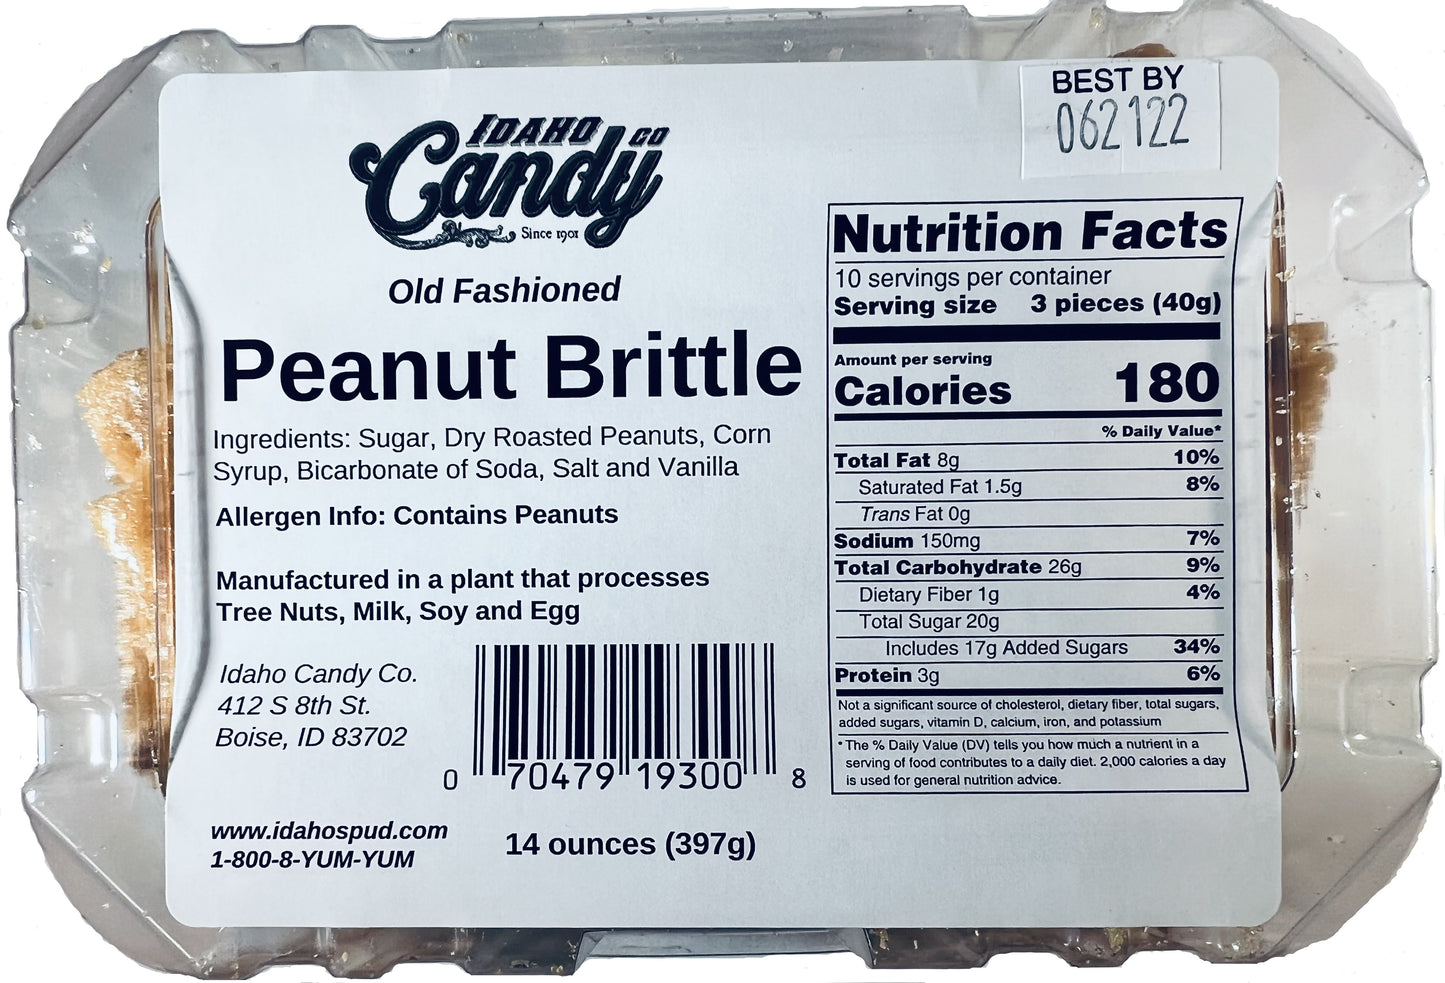 IDAHO
Candy CO
Since 1901
Old Fashioned
Peanut Brittle
Ingredients: Sugar, Dry Roasted Peanuts, Corn
Syrup, Bicarbonate of Soda, Salt and Vanilla
Allergen Info: Contains Peanuts
Manufactured in a plant that processes
Tree Nuts, Milk, Soy and Egg
Idaho Candy Co.
412 S 8th St.
Boise, ID 83702
0 70479 19300 8
www.idahospud.com
1-800-8-YUM-YUM
14 ounces (397g)
BEST BY
062122
Nutrition Facts
10 servings per container
Serving size 3 pieces (40g)
Amount per serving
Calories 180
% Daily Value*
Total Fat 8g 10%
Saturated Fat 1.5g 8%
Trans Fat 0g
Sodium 150mg 7%
Total Carbohydrate 26g 9%
Dietary Fiber 1g 4%
Total Sugar 20g
Includes 17g Added Sugars 34%
Protein 3g 6%
Not a significant source of cholesterol, dietary fiber, total sugars,
added sugars, vitamin D, calcium, iron, and potassium
* The % Daily Value (DV) tells you how much a nutrient in a
serving of food contributes to a daily diet. 2,000 calories a day
is used for general nutrition advice.